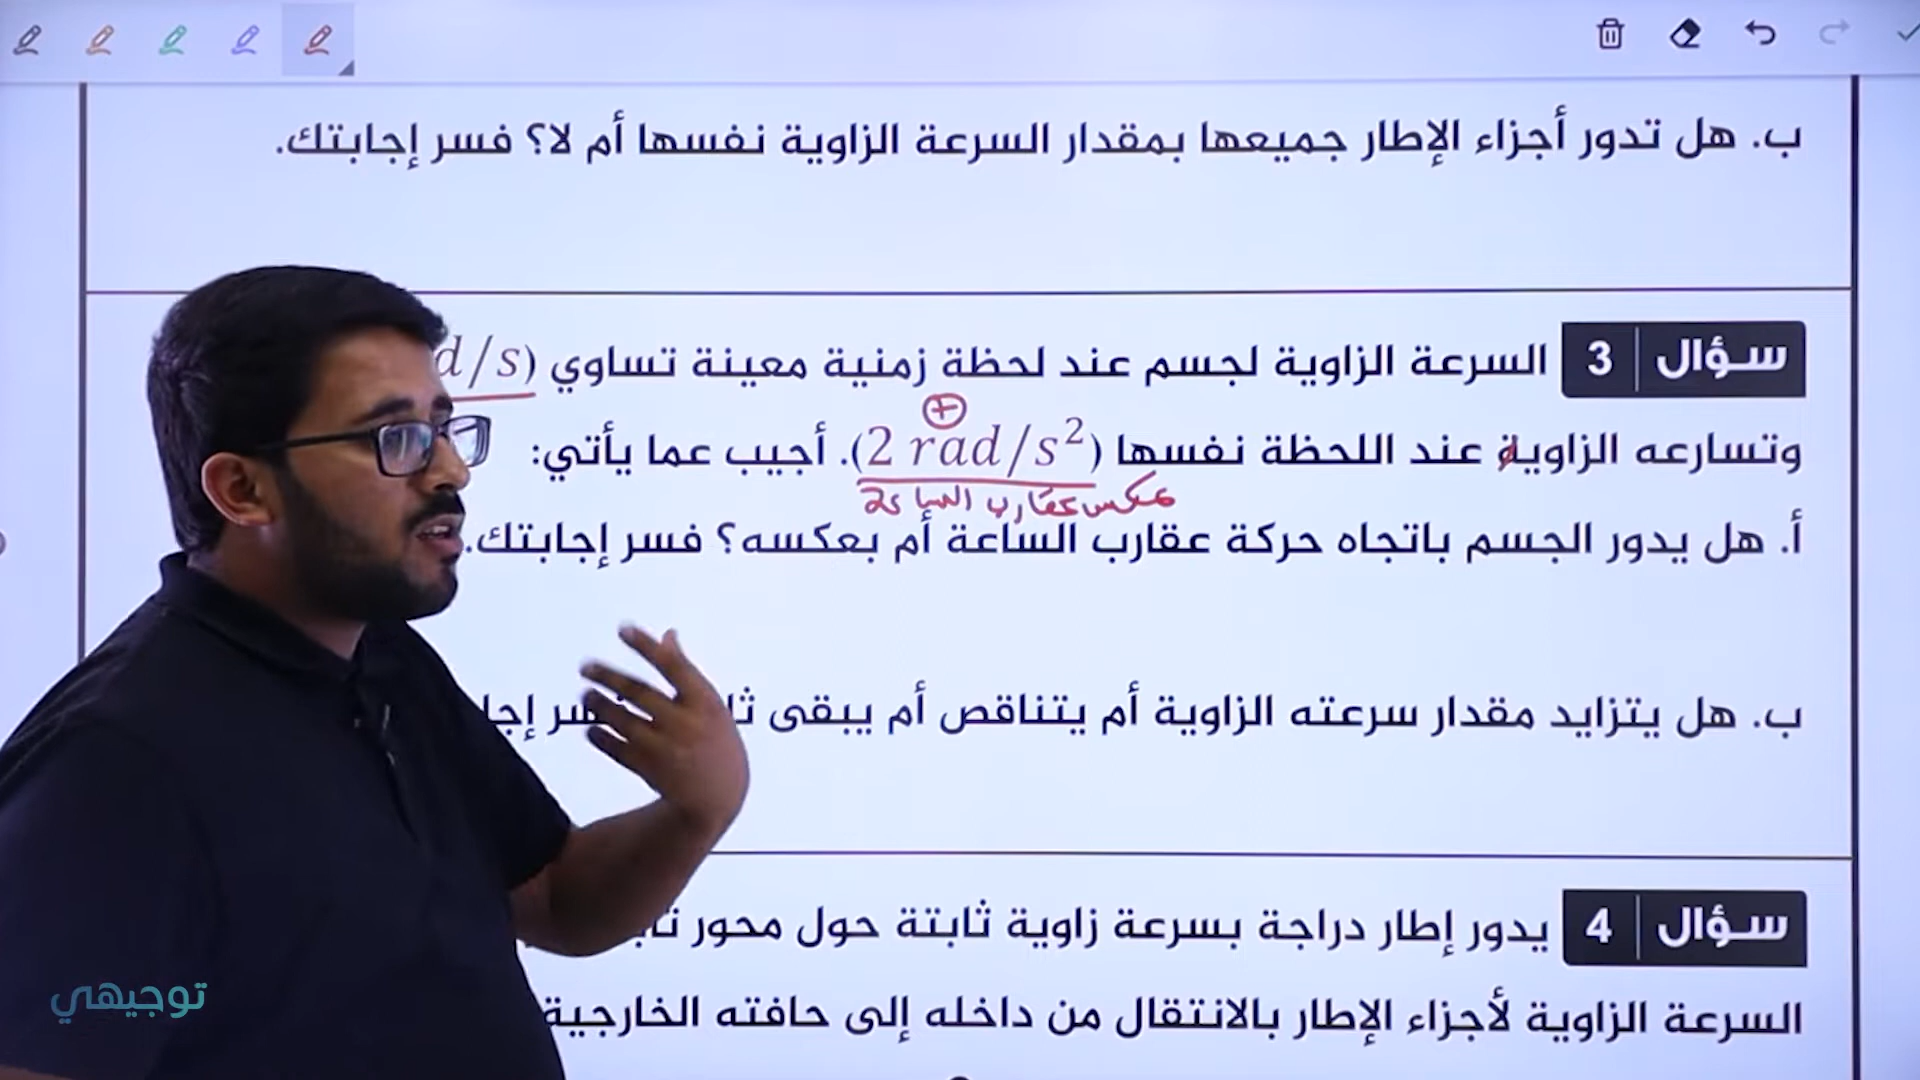 ب. هل تدور أجزاء الإطار جميعها بمقدار السرعة الزاوية نفسها أم لا؟ فسر إجابتك.
سؤال 3 السرعة الزاوية لجسم عند لحظة زمنية معينة تساوي d/s)
+
وتسارعه الزاوي عند اللحظة نفسها (2 rad/s²). أجيب عما يأتي:
عكس عقارب الساعة
أ. هل يدور الجسم باتجاه حركة عقارب الساعة أم بعكسه؟ فسر إجابتك.
ب. هل يتزايد مقدار سرعته الزاوية أم يتناقص أم يبقى
سؤال 4 يدور إطار دراجة بسرعة زاوية ثابتة حول محور
السرعة الزاوية لأجزاء الإطار بالانتقال من داخله إلى حافته الخارجية
توجيهي